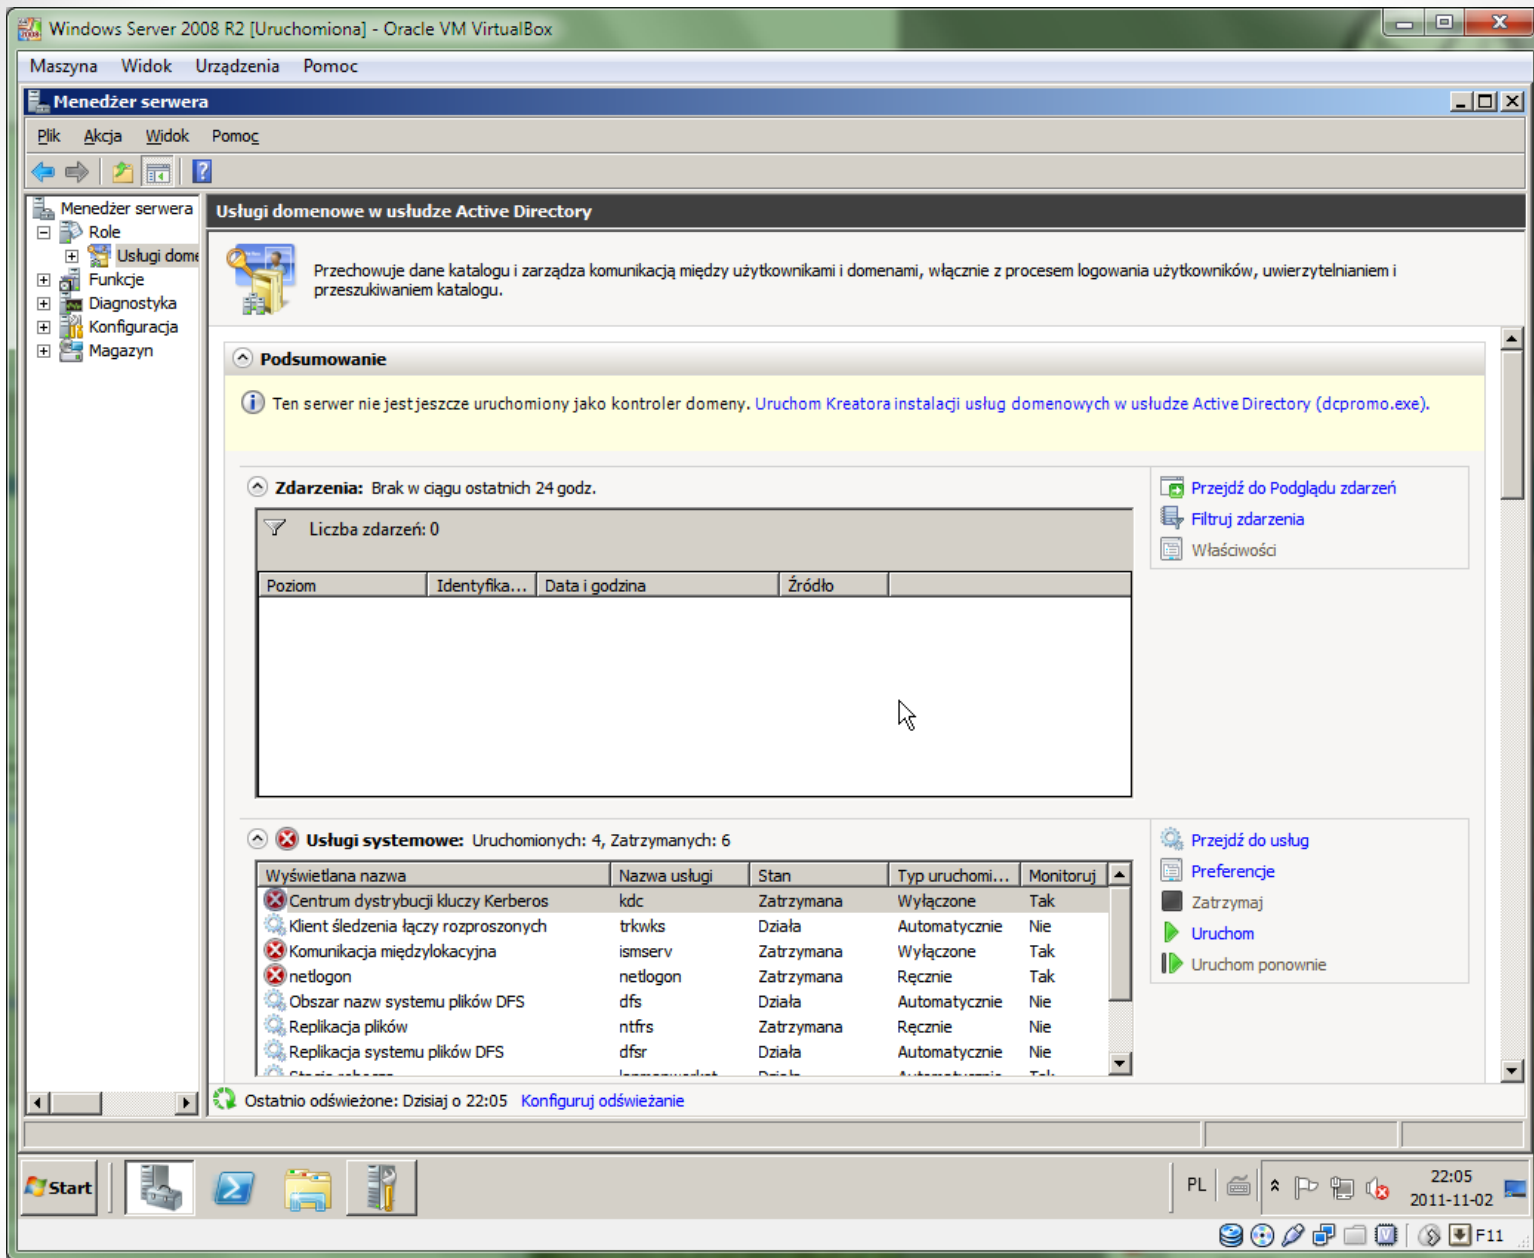 Windows Server 2008 R2 [Uruchomiona] - Oracle VM VirtualBox
Maszyna Widok Urządzenia Pomoc
Menedżer serwera
Plik Akcja Widok Pomoc
Menedżer serwera
Role
Usługi dome
Funkcje
Diagnostyka
Konfiguracja
Magazyn
Usługi domenowe w usłudze Active Directory
Przechowuje dane katalogu i zarządza komunikacją między użytkownikami i domenami, włącznie z procesem logowania użytkowników, uwierzytelnianiem i
przeszukiwaniem katalogu.
Podsumowanie
Ten serwer nie jest jeszcze uruchomiony jako kontroler domeny. Uruchom Kreatora instalacji usług domenowych w usłudze Active Directory (dcpromo.exe).
Zdarzenia: Brak w ciągu ostatnich 24 godz.
Liczba zdarzeń: 0
Poziom Identyfika... Data i godzina Źródło
Przejdź do Podglądu zdarzeń
Filtruj zdarzenia
Właściwości
Usługi systemowe: Uruchomionych: 4, Zatrzymanych: 6
Wyświetlana nazwa Nazwa usługi Stan Typ uruchomi... Monitoruj
Centrum dystrybucji kluczy Kerberos kdc Zatrzymana Wyłączone Tak
Klient śledzenia łączy rozproszonych trkwks Działa Automatycznie Nie
Komunikacja międzylokacyjna ismserv Zatrzymana Wyłączone Tak
netlogon netlogon Zatrzymana Ręcznie Tak
Obszar nazw systemu plików DFS dfs Działa Automatycznie Nie
Replikacja plików ntfrs Zatrzymana Ręcznie Nie
Replikacja systemu plików DFS dfsr Działa Automatycznie Nie
Przejdź do usług
Preferencje
Zatrzymaj
Uruchom
Uruchom ponownie
Ostatnio odświeżone: Dzisiaj o 22:05 Konfiguruj odświeżanie
Start
PL
22:05
2011-11-02
F11